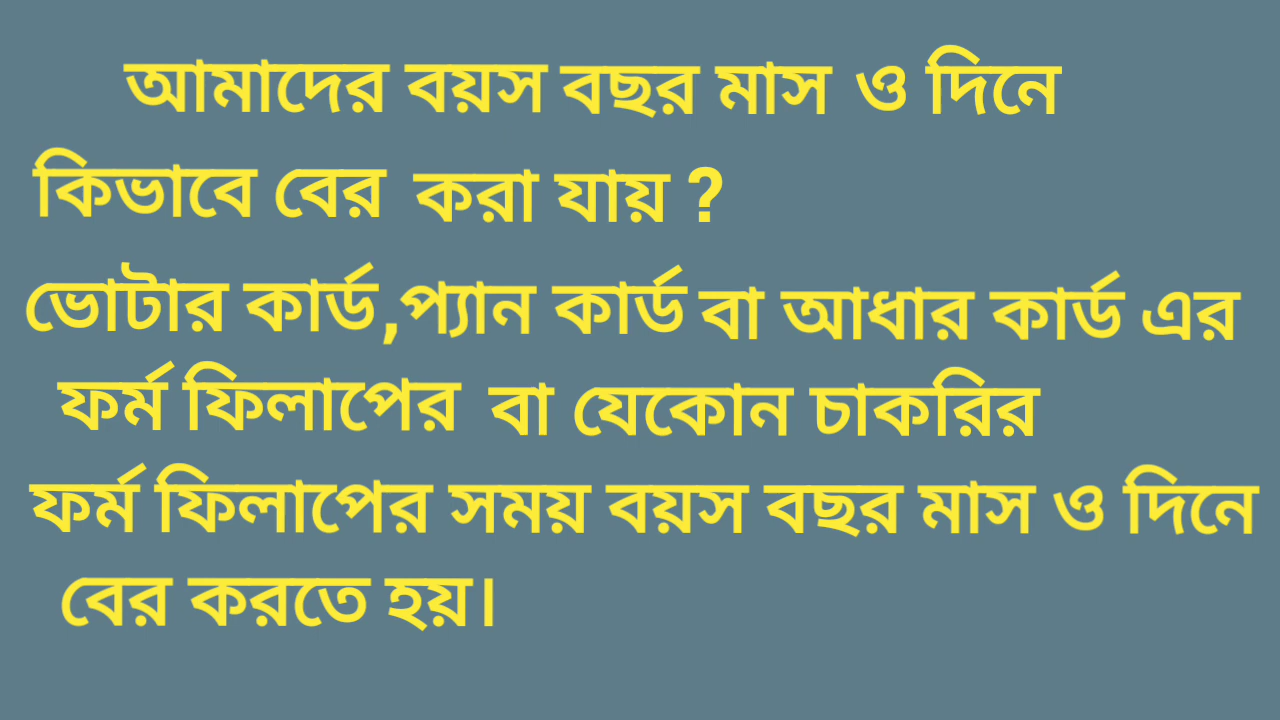 আমাদের বয়স বছর মাস ও দিনে
কিভাবে বের করা যায় ?
ভোটার কার্ড,প্যান কার্ড বা আধার কার্ড এর
ফর্ম ফিলাপের বা যেকোন চাকরির
ফর্ম ফিলাপের সময় বয়স বছর মাস ও দিনে
বের করতে হয়।